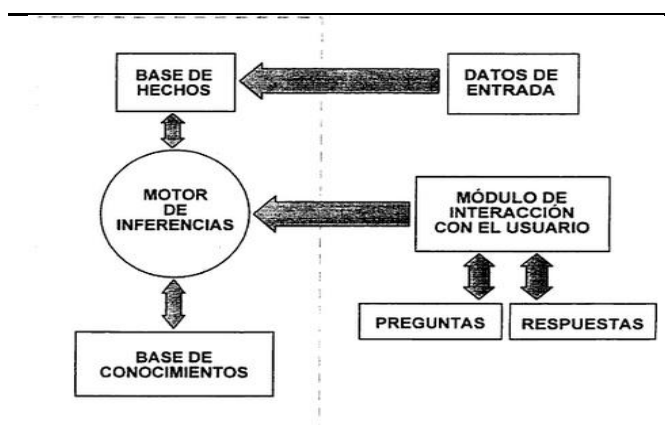 BASE DE
HECHOS
DATOS DE
ENTRADA
MOTOR
DE
INFERENCIAS
MÓDULO DE
INTERACCIÓN
CON EL USUARIO
PREGUNTAS
RESPUESTAS
BASE DE
CONOCIMIENTOS